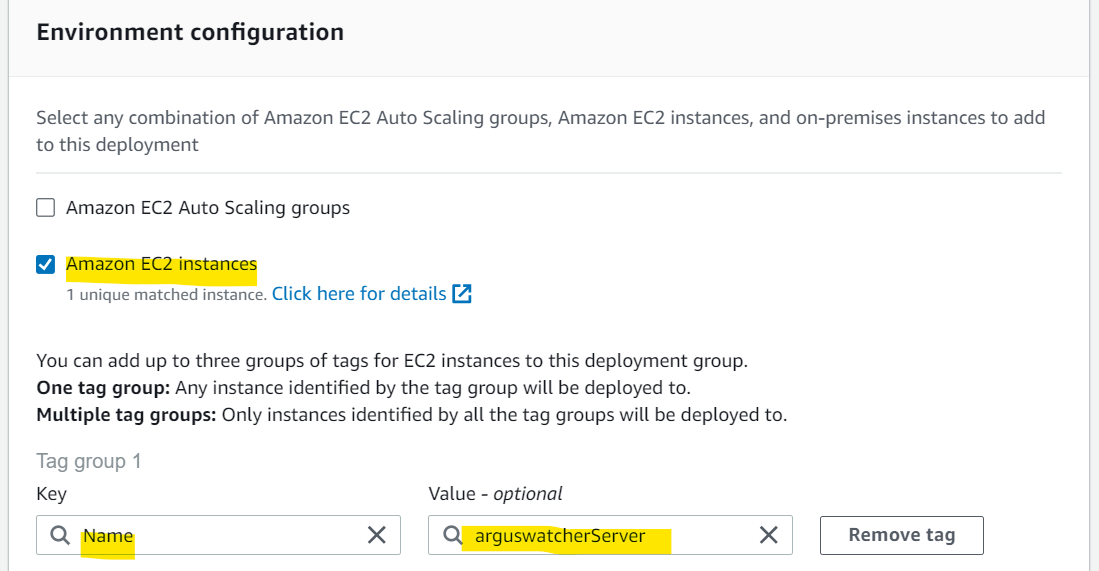 Environment configuration
Select any combination of Amazon EC2 Auto Scaling groups, Amazon EC2 instances, and on-premises instances to add
to this deployment
Amazon EC2 Auto Scaling groups
Amazon EC2 instances
1 unique matched instance. Click here for details
You can add up to three groups of tags for EC2 instances to this deployment group.
One tag group: Any instance identified by the tag group will be deployed to.
Multiple tag groups: Only instances identified by all the tag groups will be deployed to.
Tag group 1
Key Value - optional
Name arguswatcherServer Remove tag